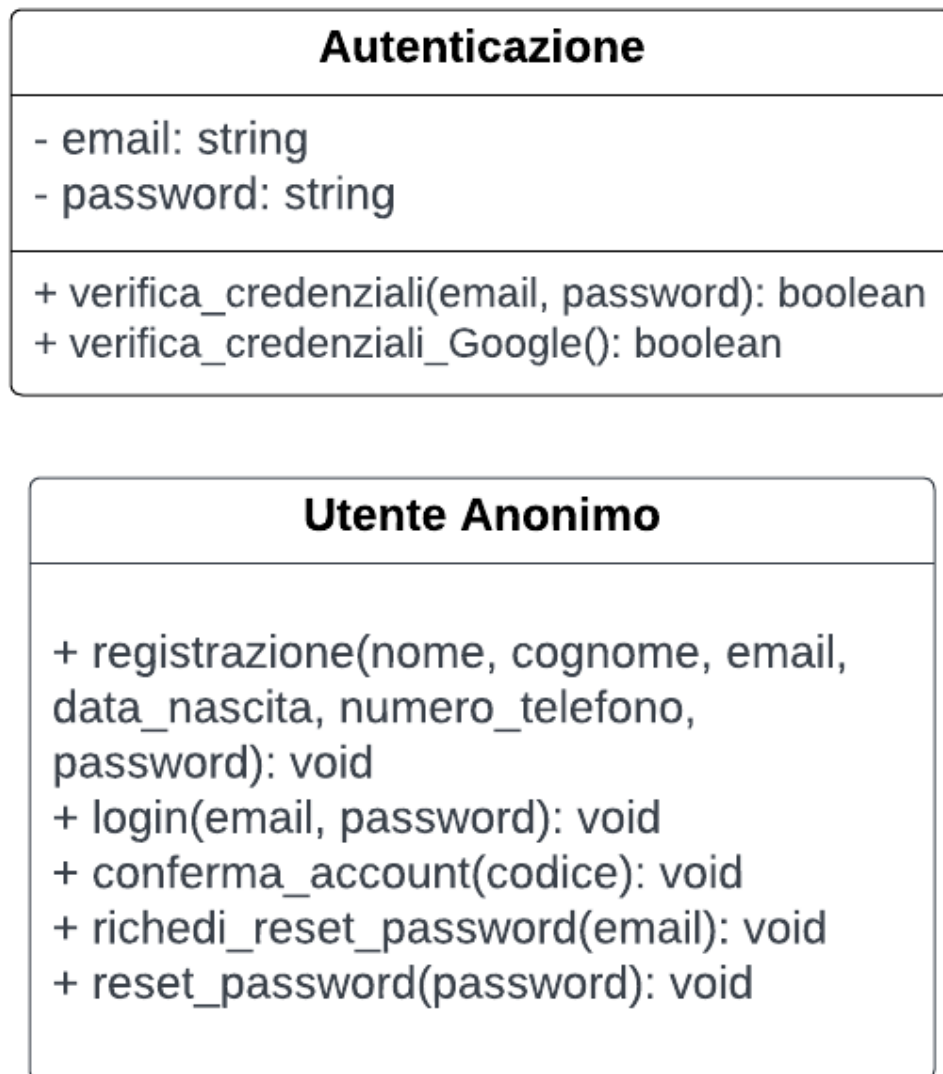 Autenticazione
- email: string
- password: string
+ verifica_credenziali(email, password): boolean
+ verifica_credenziali_Google(): boolean
Utente Anonimo
+ registrazione(nome, cognome, email,
data_nascita, numero_telefono,
password): void
+ login(email, password): void
+ conferma_account(codice): void
+ richedi_reset_password(email): void
+ reset_password(password): void